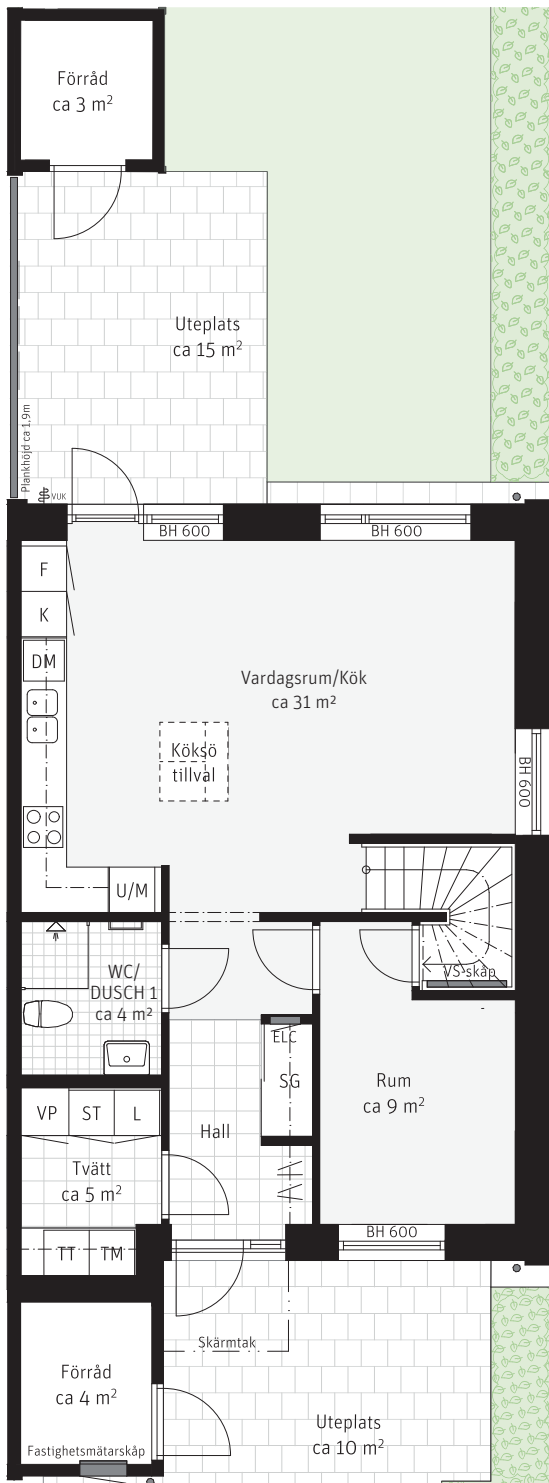 Förråd
ca 3 m²
Uteplats
ca 15 m²
Plankhöjd ca 1.9m
VUK
BH 600
BH 600
F
K
DM
Vardagsrum/Kök
ca 31 m²
Köksö
tillval
BH 600
U/M
WC/
DUSCH 1
ca 4 m²
VS-skåp
ELC
SG
Rum
ca 9 m²
VP
ST
L
Hall
Tvätt
ca 5 m²
BH 600
TT
TM
Skärmtak
Förråd
ca 4 m²
Uteplats
ca 10 m²
Fastighetsmätarskåp